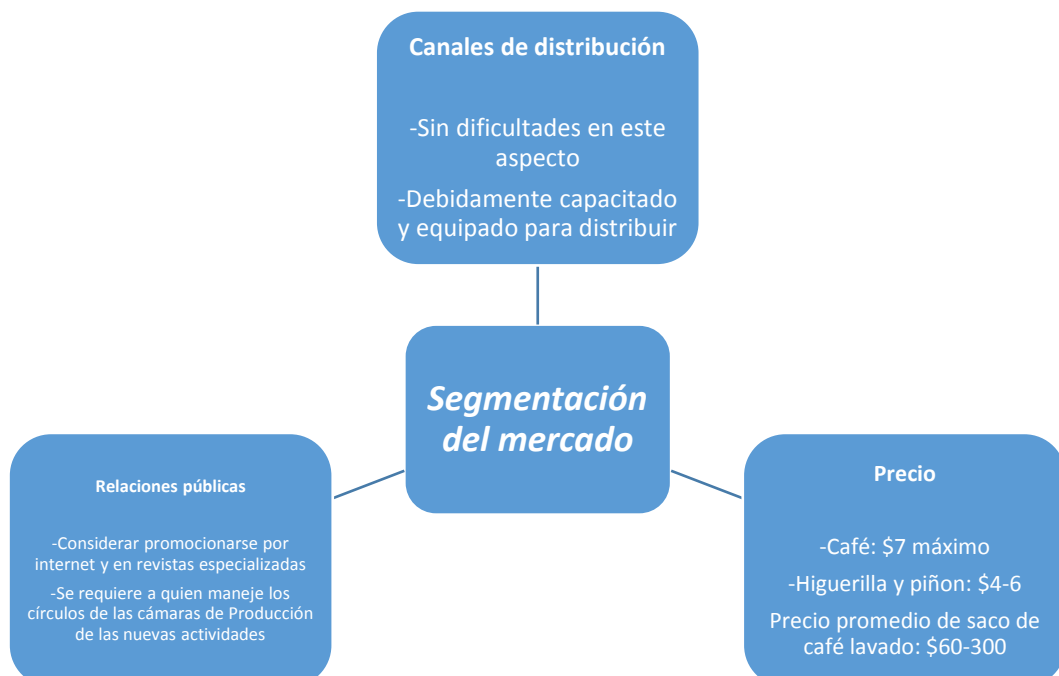 Canales de distribución
-Sin dificultades en este
aspecto
-Debidamente capacitado
y equipado para distribuir
Segmentación
del mercado
Relaciones públicas
-Considerar promocionarse por
internet y en revistas especializadas
-Se requiere a quien maneje los
círculos de las cámaras de Producción
de las nuevas actividades
Precio
-Café: $7 máximo
-Higuerilla y piñon: $4-6
Precio promedio de saco de
café lavado: $60-300